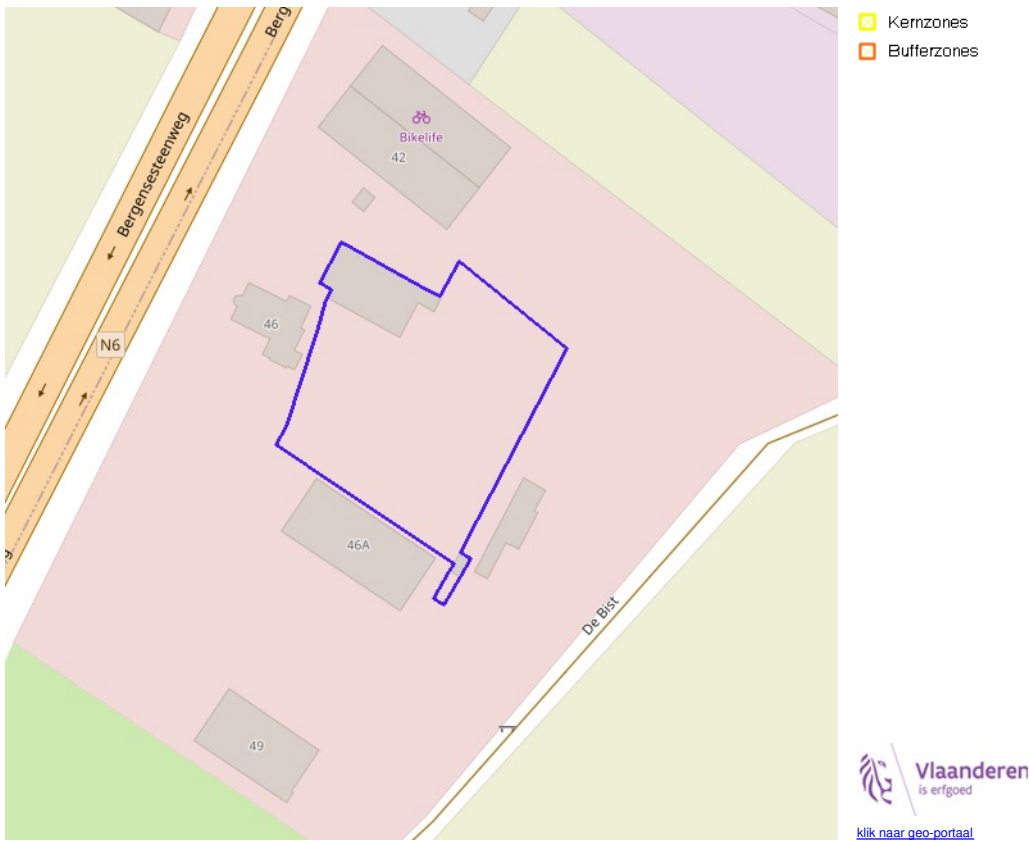 Berg
Bergensesteenweg
Bikelife
42
46
N6
46A
De Bist
49
Kernzones
Bufferzones
Vlaanderen
is erfgoed
klik naar geo-portaal